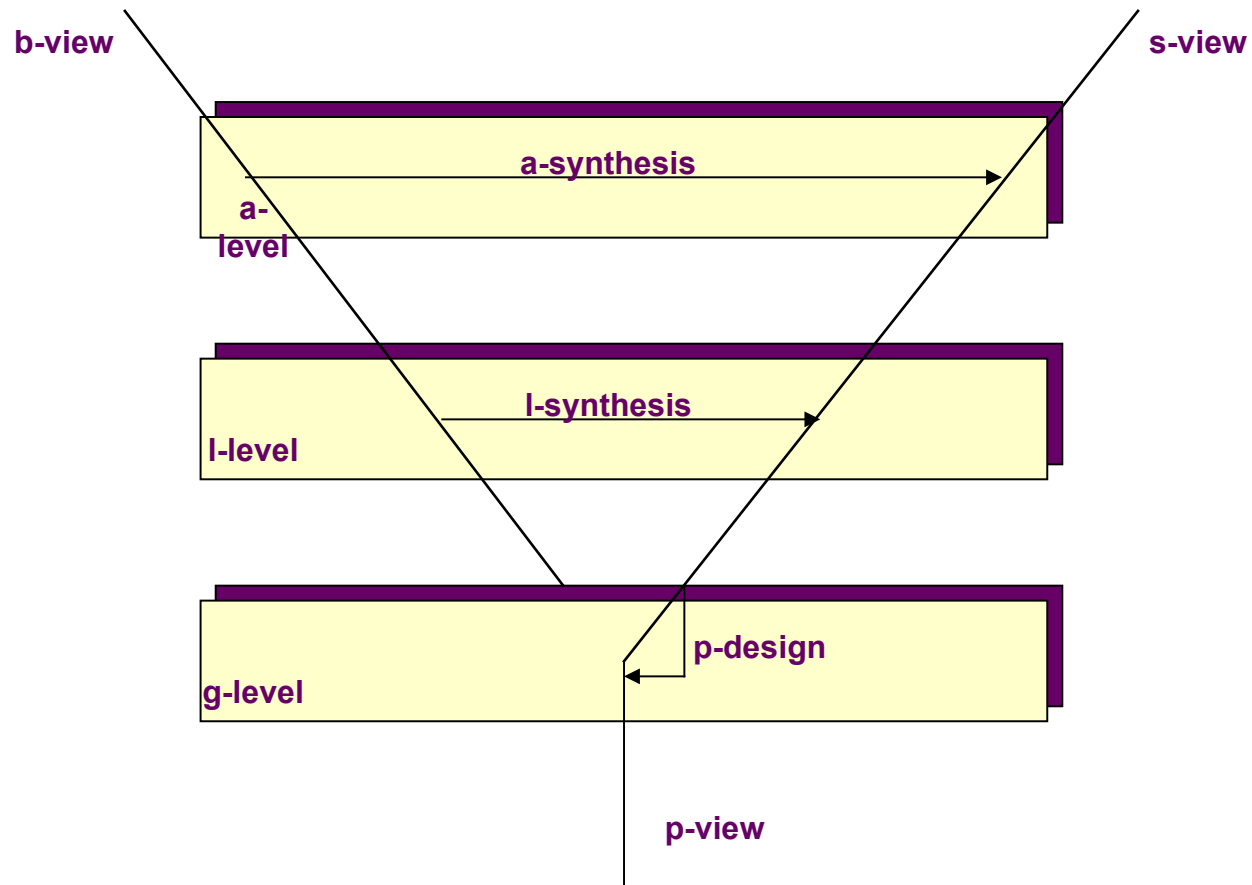 b-view
s-view
a-synthesis
a-
level
l-synthesis
l-level
p-design
g-level
p-view